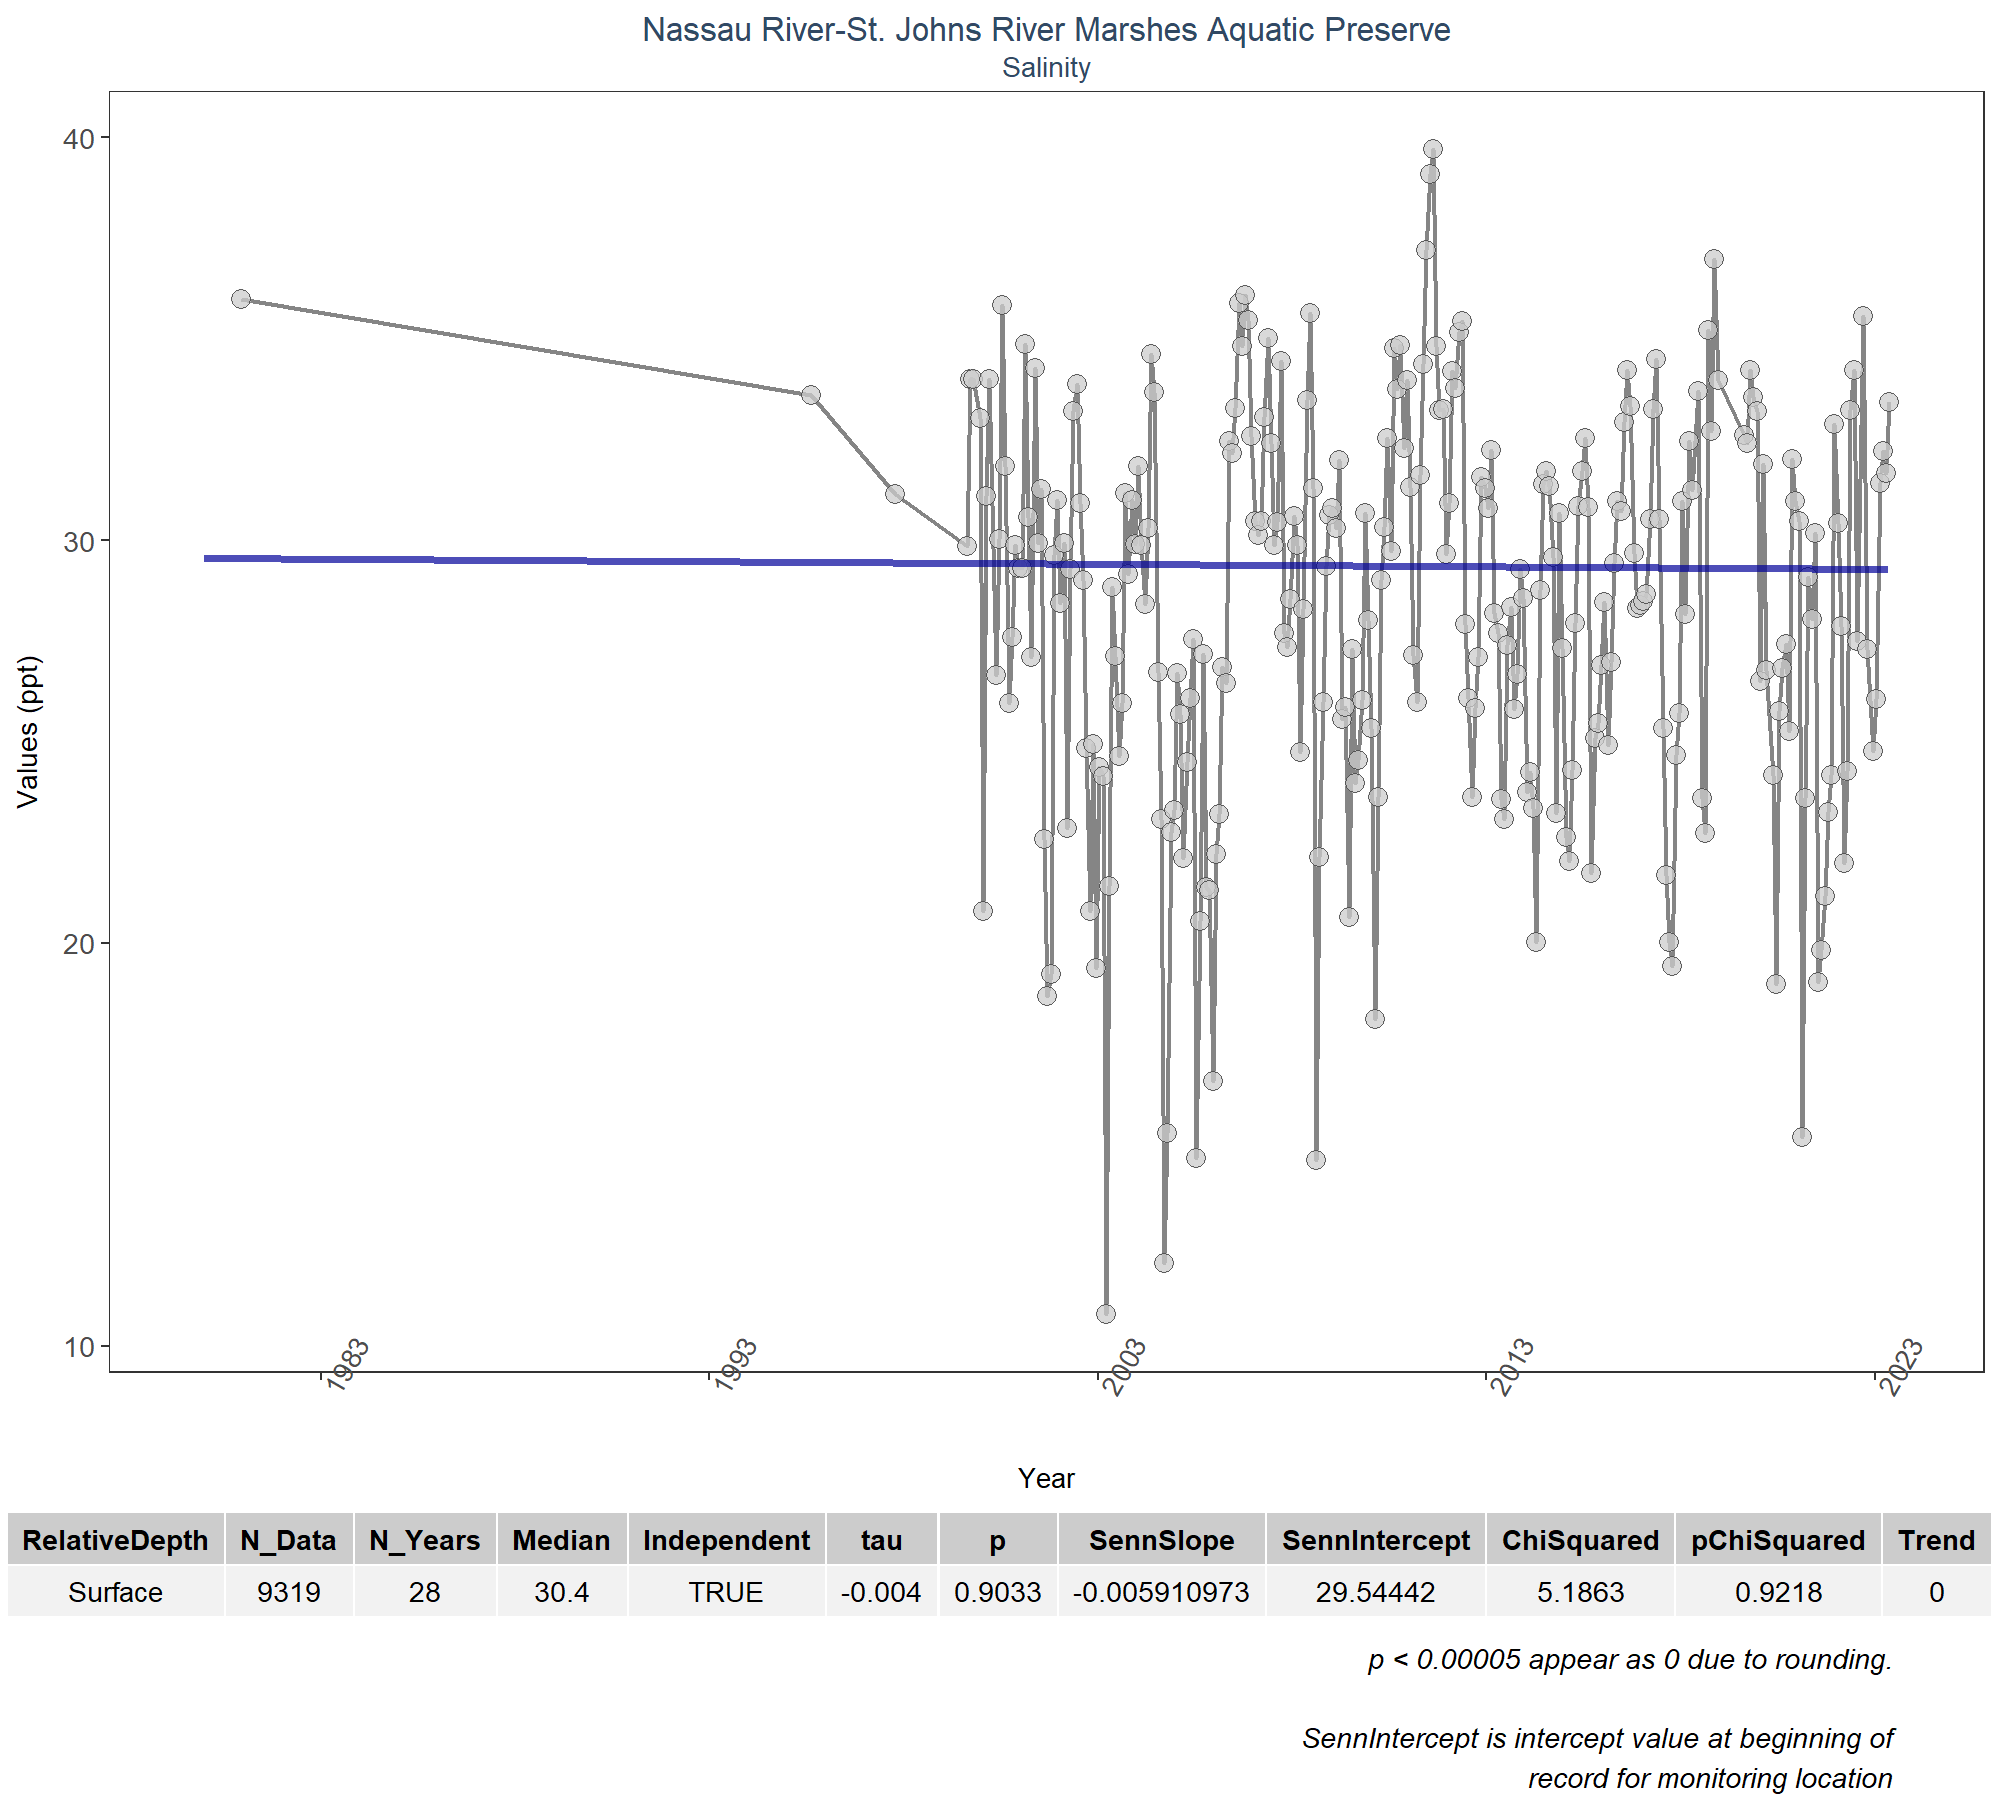 Nassau River-St. Johns River Marshes Aquatic Preserve
Salinity
40
30
20
10
Values (ppt)
1983
1993
2003
2013
2023
Year
RelativeDepth N_Data N_Years Median Independent tau p SennSlope SennIntercept ChiSquared pChiSquared Trend
Surface 9319 28 30.4 TRUE -0.004 0.9033 -0.005910973 29.54442 5.1863 0.9218 0
p < 0.00005 appear as 0 due to rounding.
SennIntercept is intercept value at beginning of
record for monitoring location